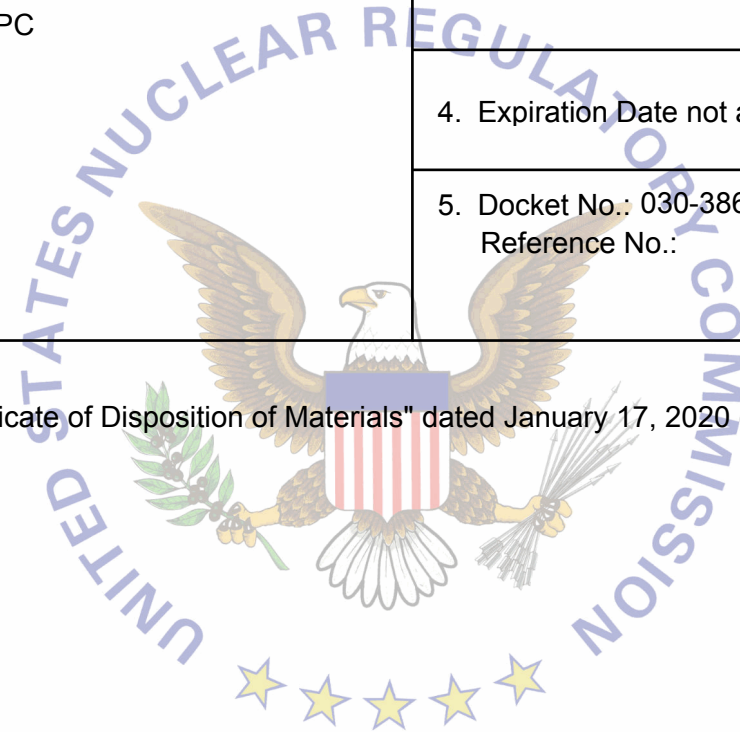 PC
4. Expiration Date not
5. Docket No.: 030-386
Reference No.:
icate of Disposition of Materials" dated January 17, 2020
UNITED STATES NUCLEAR REGULATORY COMMISSION